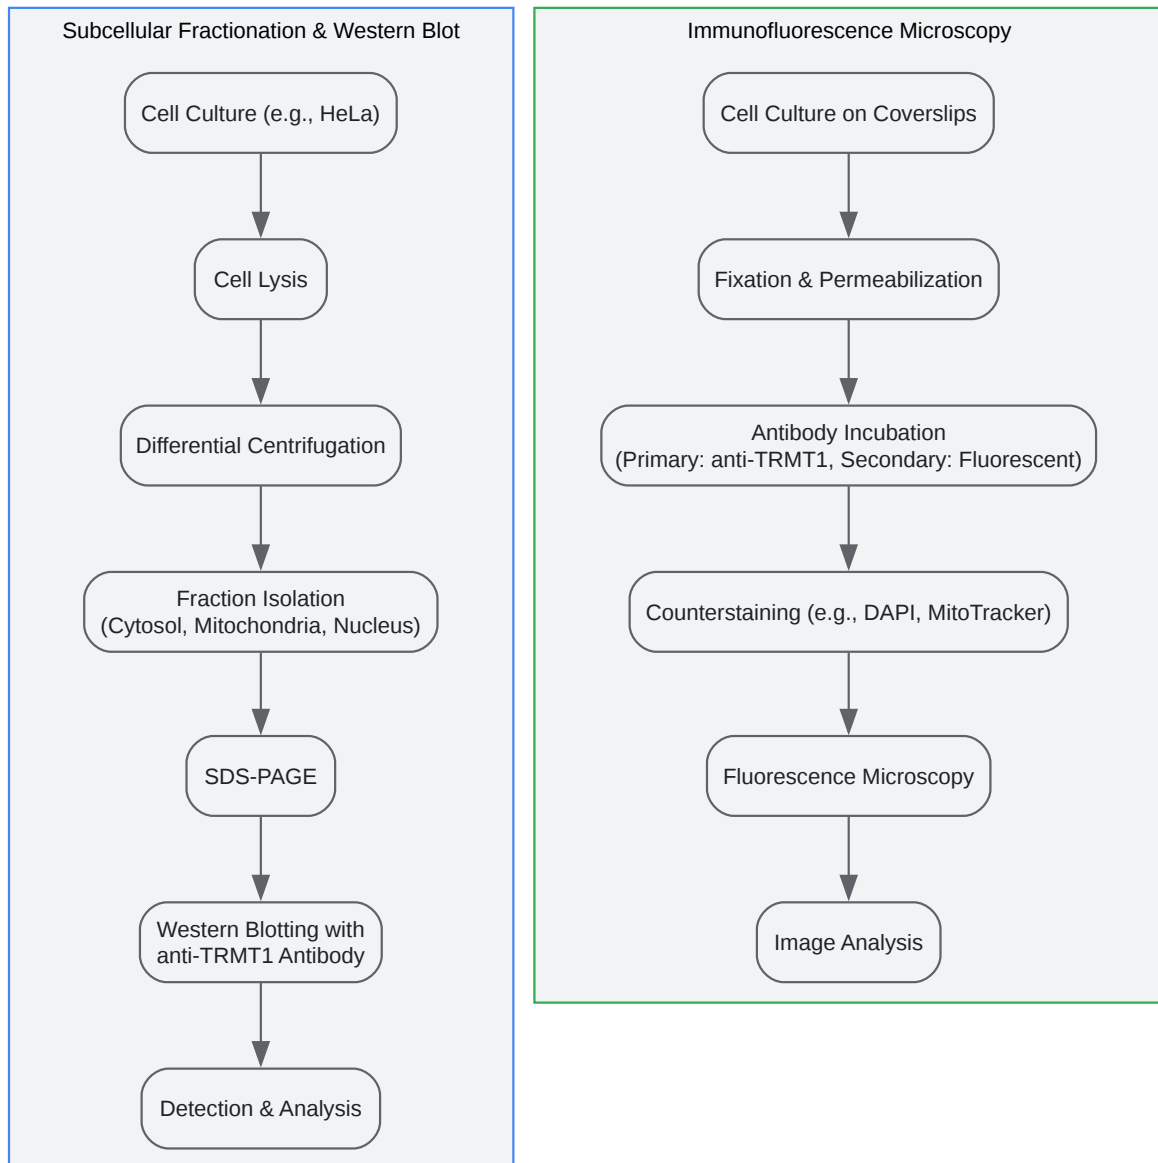 Subcellular Fractionation & Western Blot
Cell Culture (e.g., HeLa)
Cell Lysis
Differential Centrifugation
Fraction Isolation
(Cytosol, Mitochondria, Nucleus)
SDS-PAGE
Western Blotting with
anti-TRMT1 Antibody
Detection & Analysis
Immunofluorescence Microscopy
Cell Culture on Coverslips
Fixation & Permeabilization
Antibody Incubation
(Primary: anti-TRMT1, Secondary: Fluorescent)
Counterstaining (e.g., DAPI, MitoTracker)
Fluorescence Microscopy
Image Analysis